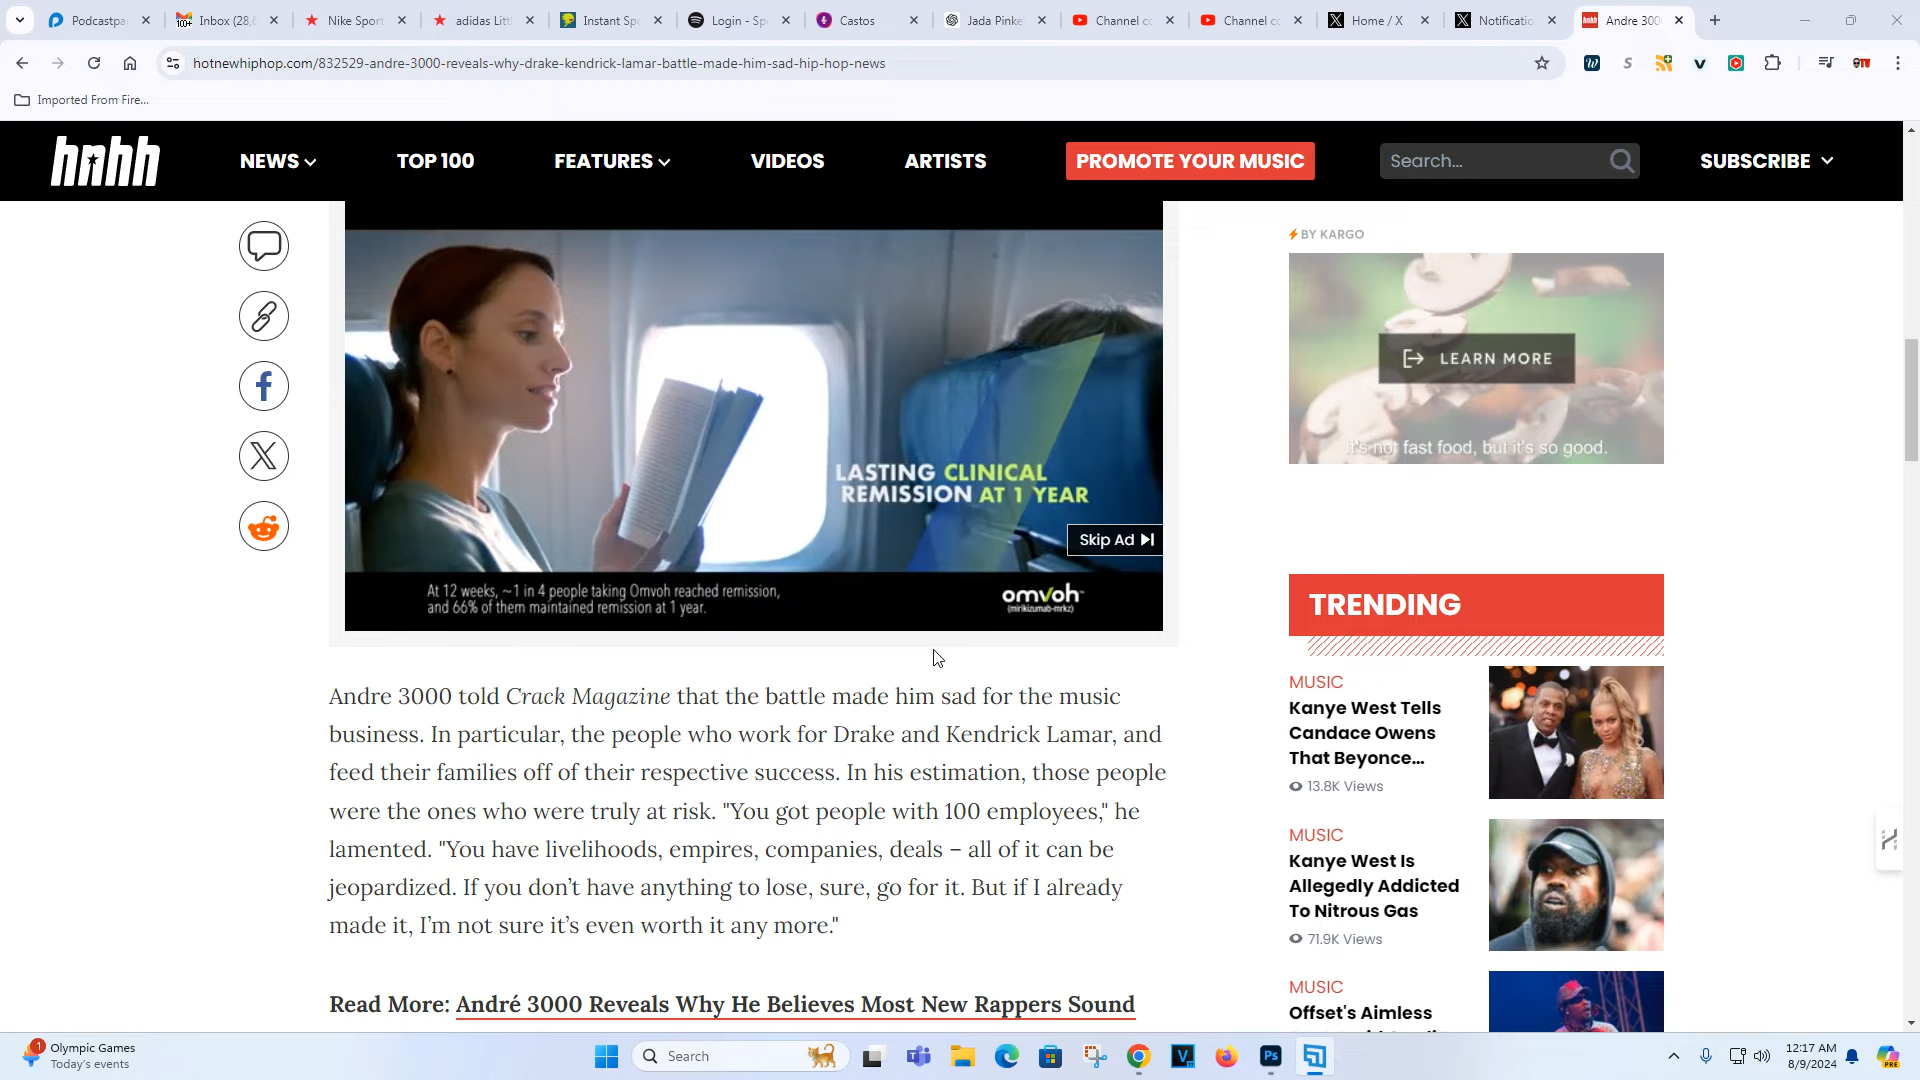 Podcastpa
Inbox (28,6
Nike Sport
adidas Littl
Instant Spe
Login - Spo
Castos
Jada Pinke
Channel co
Channel co
Home / X
Notificatio
Andre 300
hotnewhiphop.com/832529-andre-3000-reveals-why-drake-kendrick-lamar-battle-made-him-sad-hip-hop-news
Imported From Fire...
hnhh
NEWS
TOP 100
FEATURES
VIDEOS
ARTISTS
PROMOTE YOUR MUSIC
Search...
SUBSCRIBE
LASTING CLINICAL
REMISSION AT 1 YEAR
Skip Ad
At 12 weeks, ~1 in 4 people taking Omvoh reached remission,
and 66% of them maintained remission at 1 year.
omvoh™
(mirikizumab-mrkz)
Andre 3000 told Crack Magazine that the battle made him sad for the music
business. In particular, the people who work for Drake and Kendrick Lamar, and
feed their families off of their respective success. In his estimation, those people
were the ones who were truly at risk. "You got people with 100 employees," he
lamented. "You have livelihoods, empires, companies, deals – all of it can be
jeopardized. If you don’t have anything to lose, sure, go for it. But if I already
made it, I’m not sure it’s even worth it any more."
Read More: André 3000 Reveals Why He Believes Most New Rappers Sound
BY KARGO
LEARN MORE
It's not fast food, but it's so good.
TRENDING
MUSIC
Kanye West Tells
Candace Owens
That Beyonce...
13.8K Views
MUSIC
Kanye West Is
Allegedly Addicted
To Nitrous Gas
71.9K Views
MUSIC
Offset's Aimless
1
Olympic Games
Today's events
Search
Ps
12:17 AM
8/9/2024
PRE